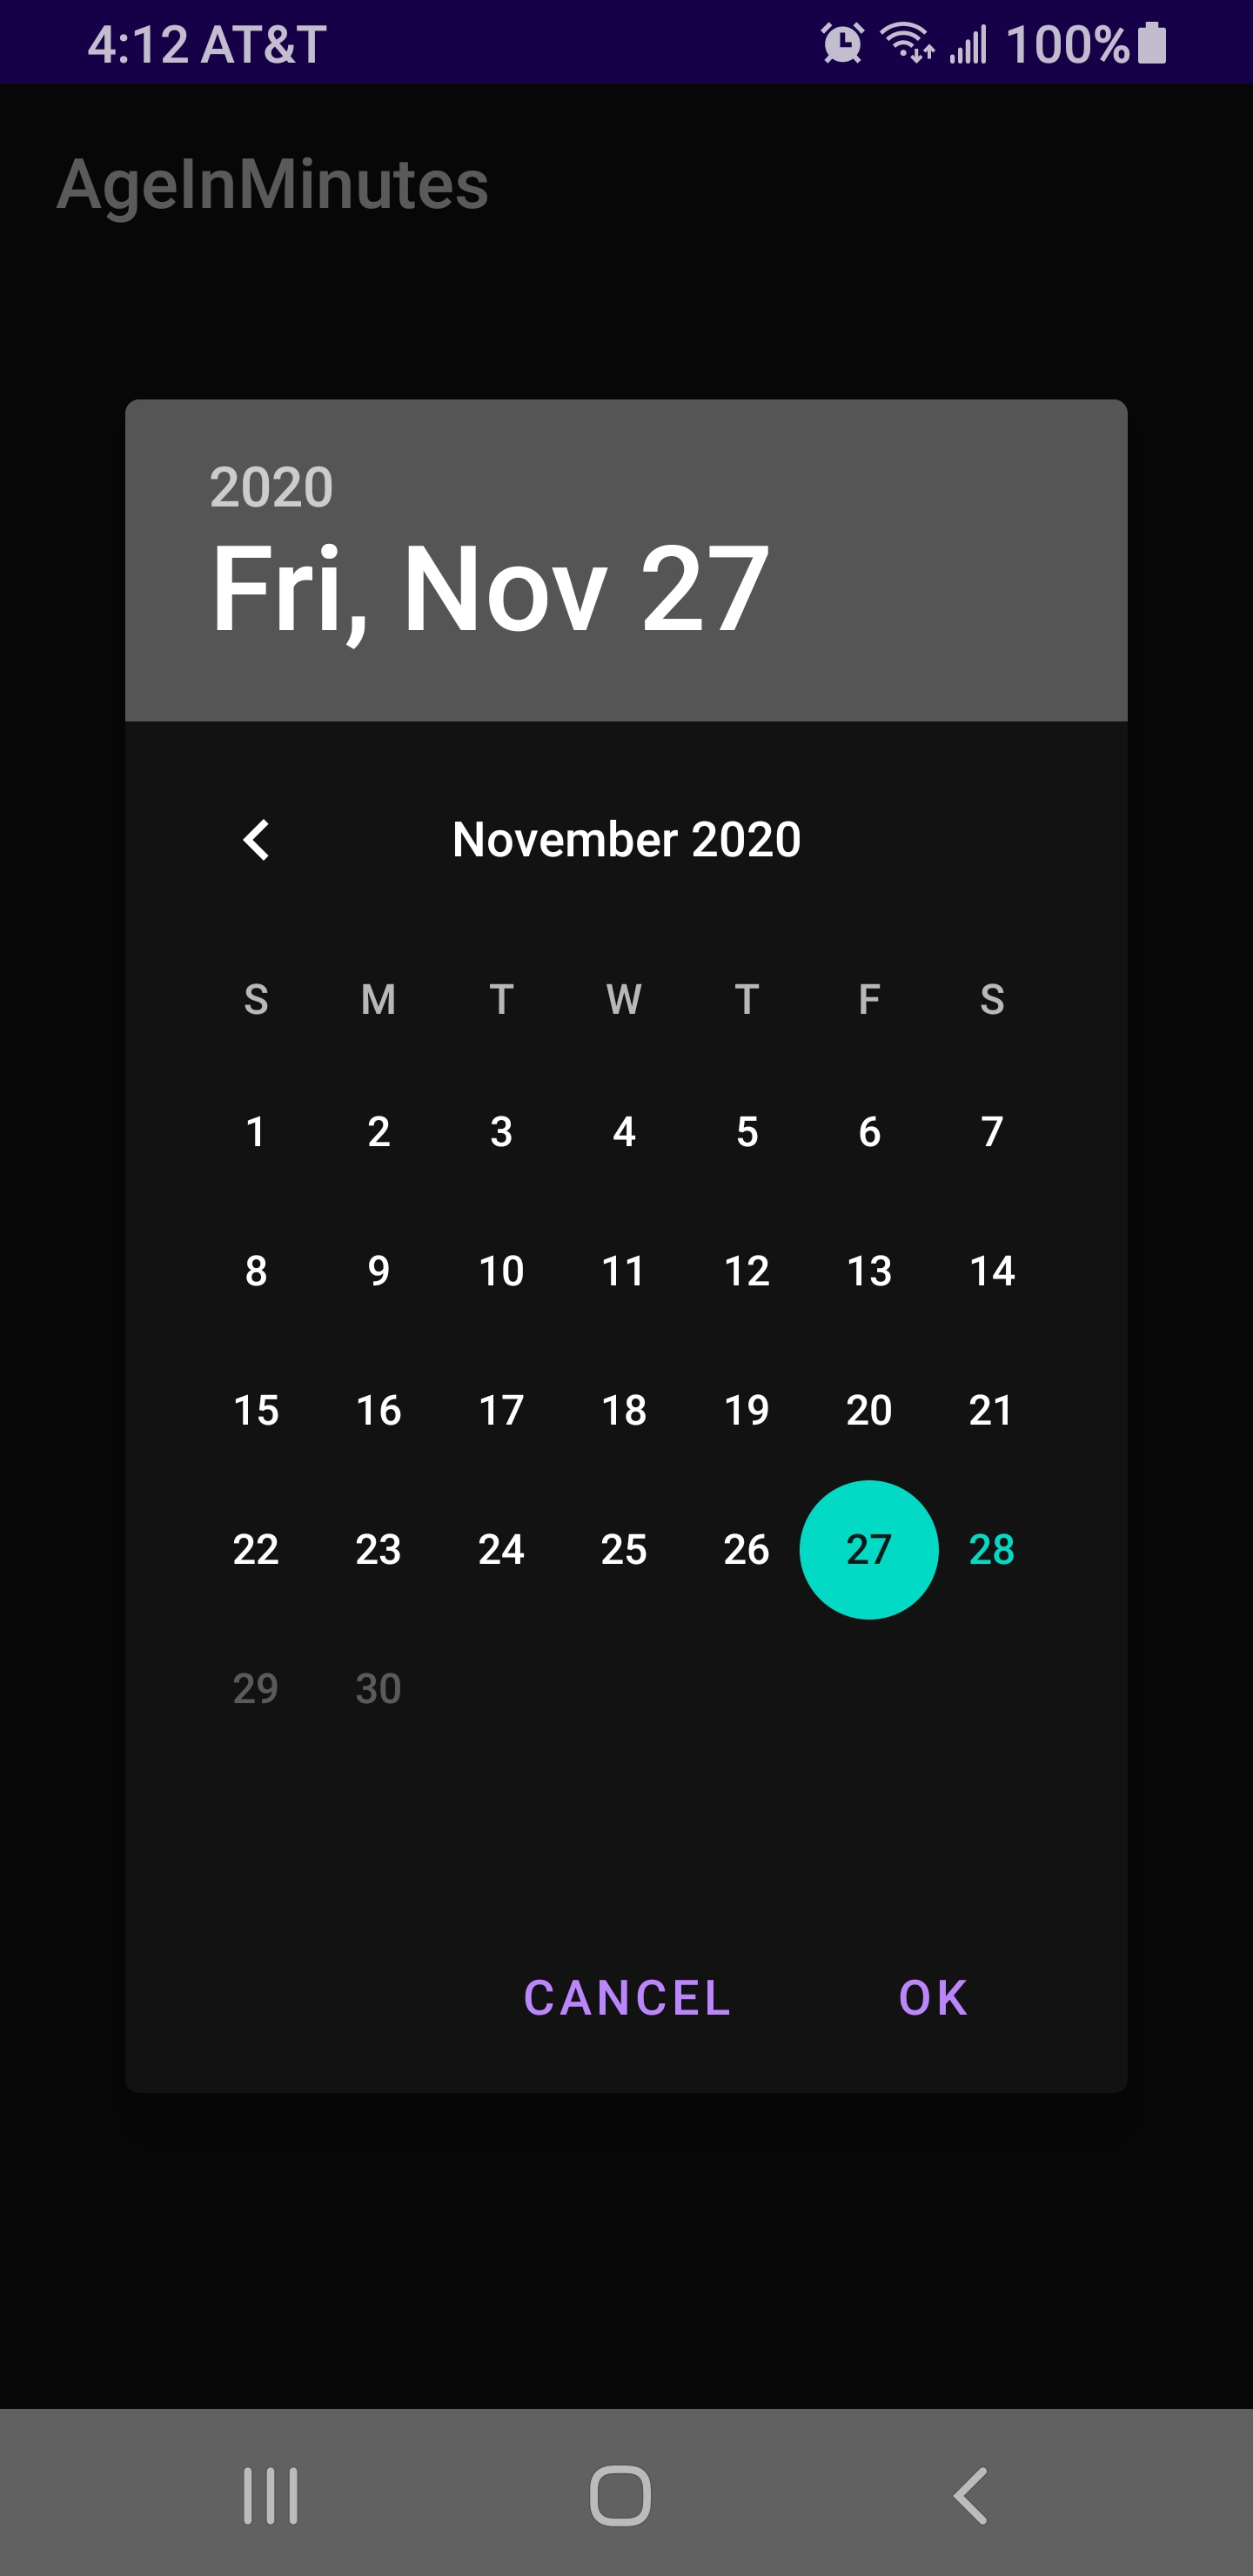 4:12 AT&T 100%
AgeInMinutes
2020
Fri, Nov 27
November 2020
S M T W T F S
1 2 3 4 5 6 7
8 9 10 11 12 13 14
15 16 17 18 19 20 21
22 23 24 25 26 27 28
29 30
CANCEL OK